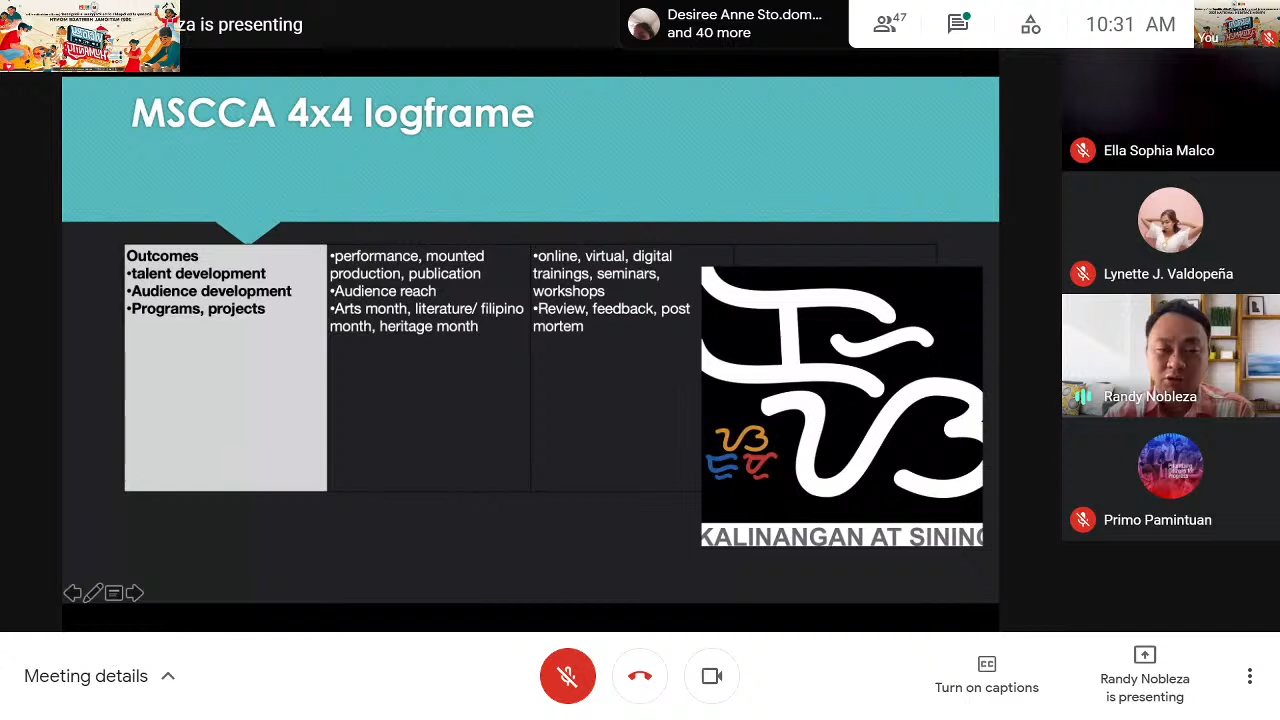 za is presenting
Desiree Anne Sto.dom...
and 40 more
47
10:31 AM
You
MSCCA 4x4 logframe
Outcomes
•talent development
•Audience development
•Programs, projects
•performance, mounted
production, publication
•Audience reach
•Arts month, literature/ filipino
month, heritage month
•online, virtual, digital
trainings, seminars,
workshops
•Review, feedback, post
mortem
KALINANGAN AT SINING
Ella Sophia Malco
Lynette J. Valdopeña
Randy Nobleza
Primo Pamintuan
Meeting details
Turn on captions
Randy Nobleza
is presenting